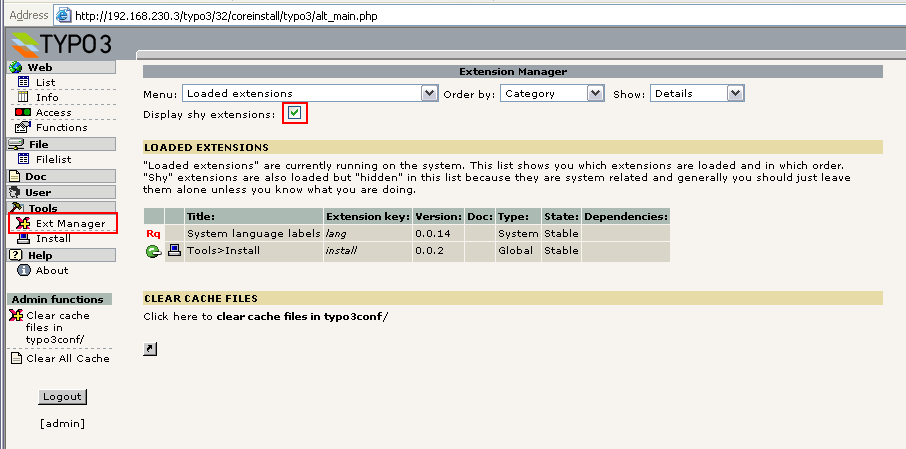 Address http://192.168.230.3/typo3/32/coreinstall/typo3/alt_main.php
TYPO3
Web
List
Info
Access
Functions
File
Filelist
Doc
User
Tools
Ext Manager
Install
Help
About
Admin functions
Clear cache
files in
typo3conf/
Clear All Cache
Logout
[admin]
Extension Manager
Menu: Loaded extensions Order by: Category Show: Details
Display shy extensions:
LOADED EXTENSIONS
"Loaded extensions" are currently running on the system. This list shows you which extensions are loaded and in which order.
"Shy" extensions are also loaded but "hidden" in this list because they are system related and generally you should just leave
them alone unless you know what you are doing.
Title: Extension key: Version: Doc: Type: State: Dependencies:
Rq System language labels lang 0.0.14 System Stable
Tools>Install install 0.0.2 Global Stable
CLEAR CACHE FILES
Click here to clear cache files in typo3conf/